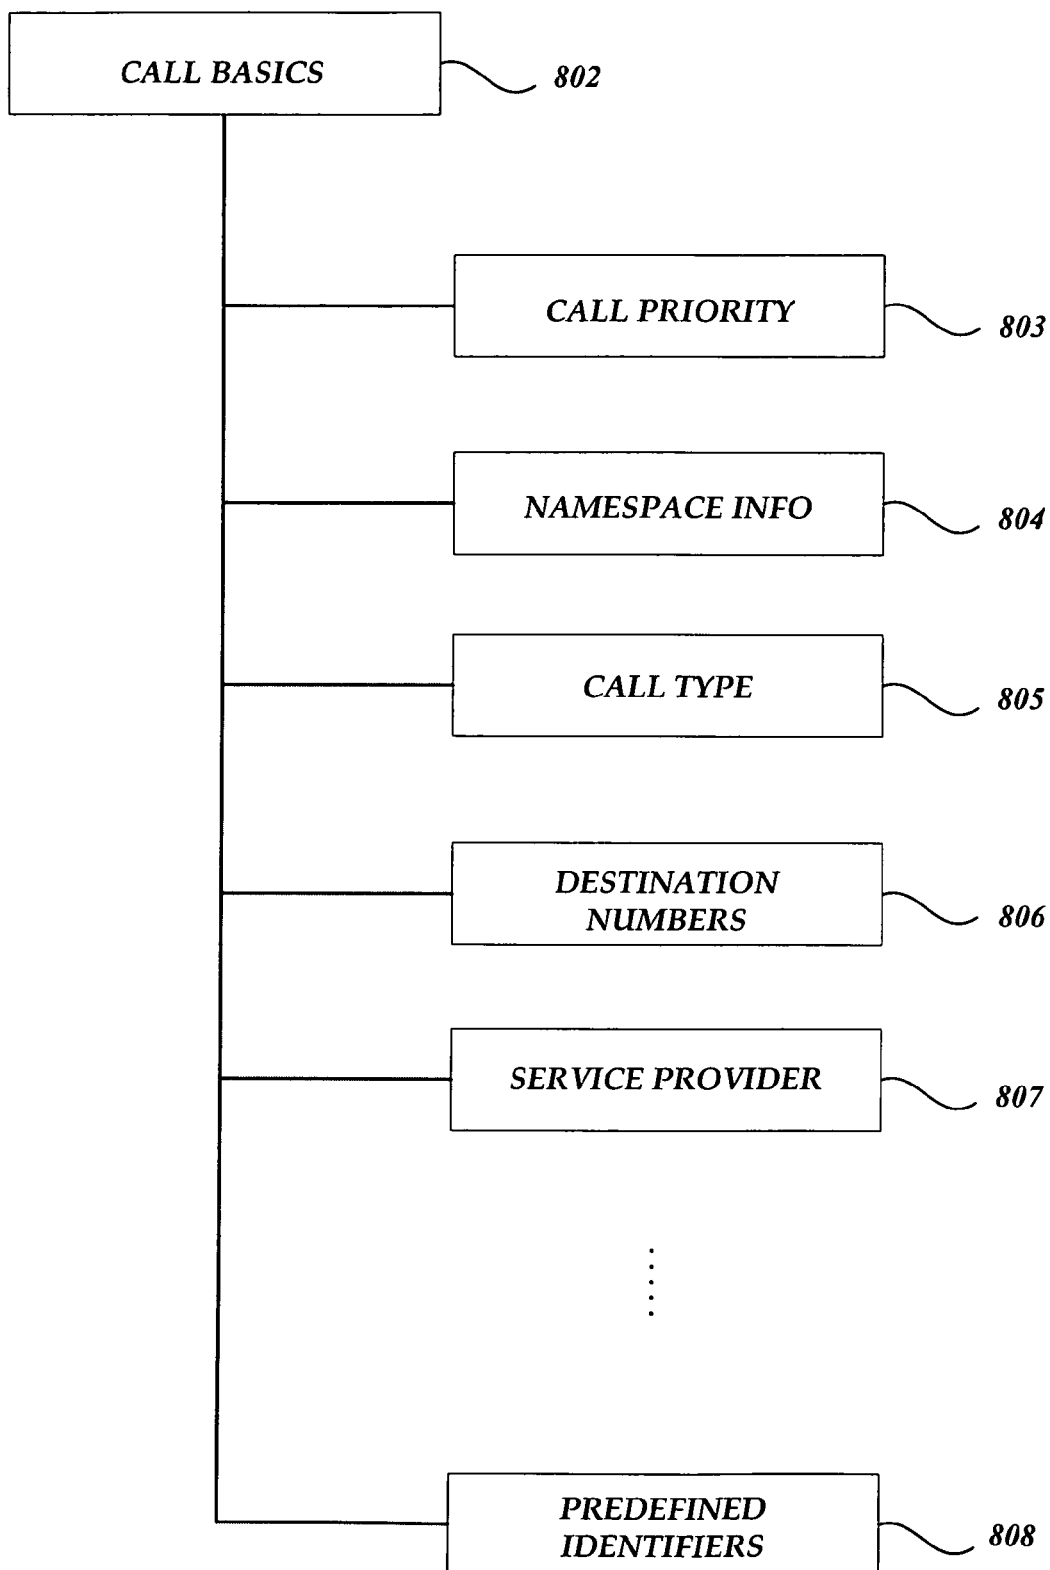 CALL BASICS
802
CALL PRIORITY
803
NAMESPACE INFO
804
CALL TYPE
805
DESTINATION
NUMBERS
806
SERVICE PROVIDER
807
PREDEFINED
IDENTIFIERS
808